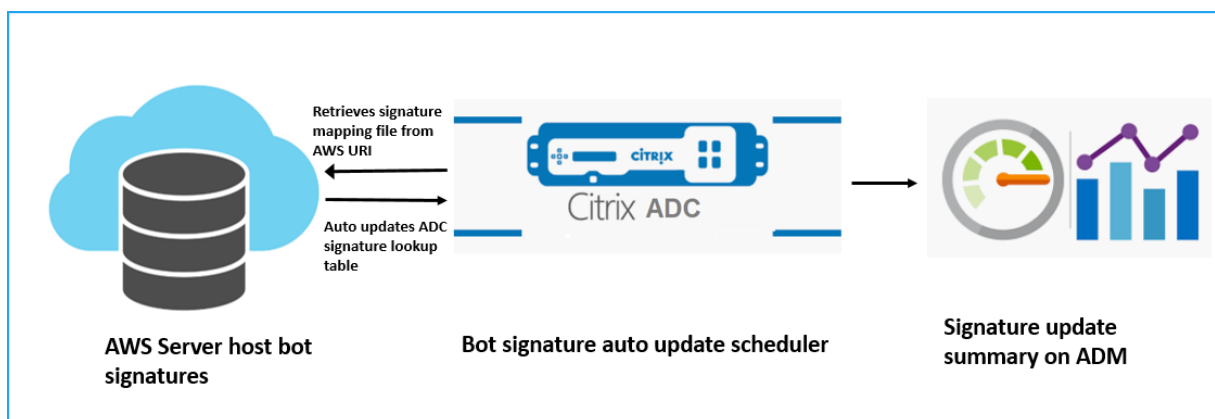 Retrieves signature
mapping file from
AWS URI
Auto updates ADC
signature lookup
table
CITRIX
Citrix ADC
AWS Server host bot
signatures
Bot signature auto update scheduler
Signature update
summary on ADM